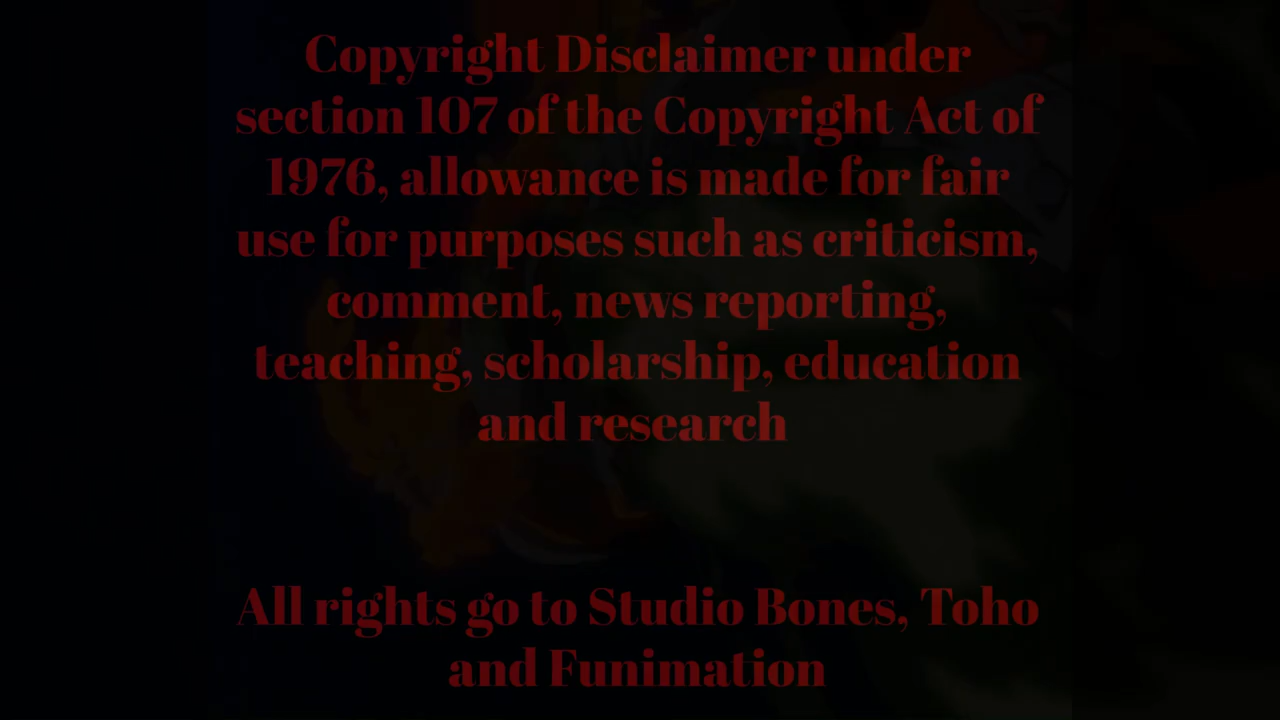 Copyright Disclaimer under
section 107 of the Copyright Act of
1976, allowance is made for fair
use for purposes such as criticism,
comment, news reporting,
teaching, scholarship, education
and research
All rights go to Studio Bones, Toho
and Funimation